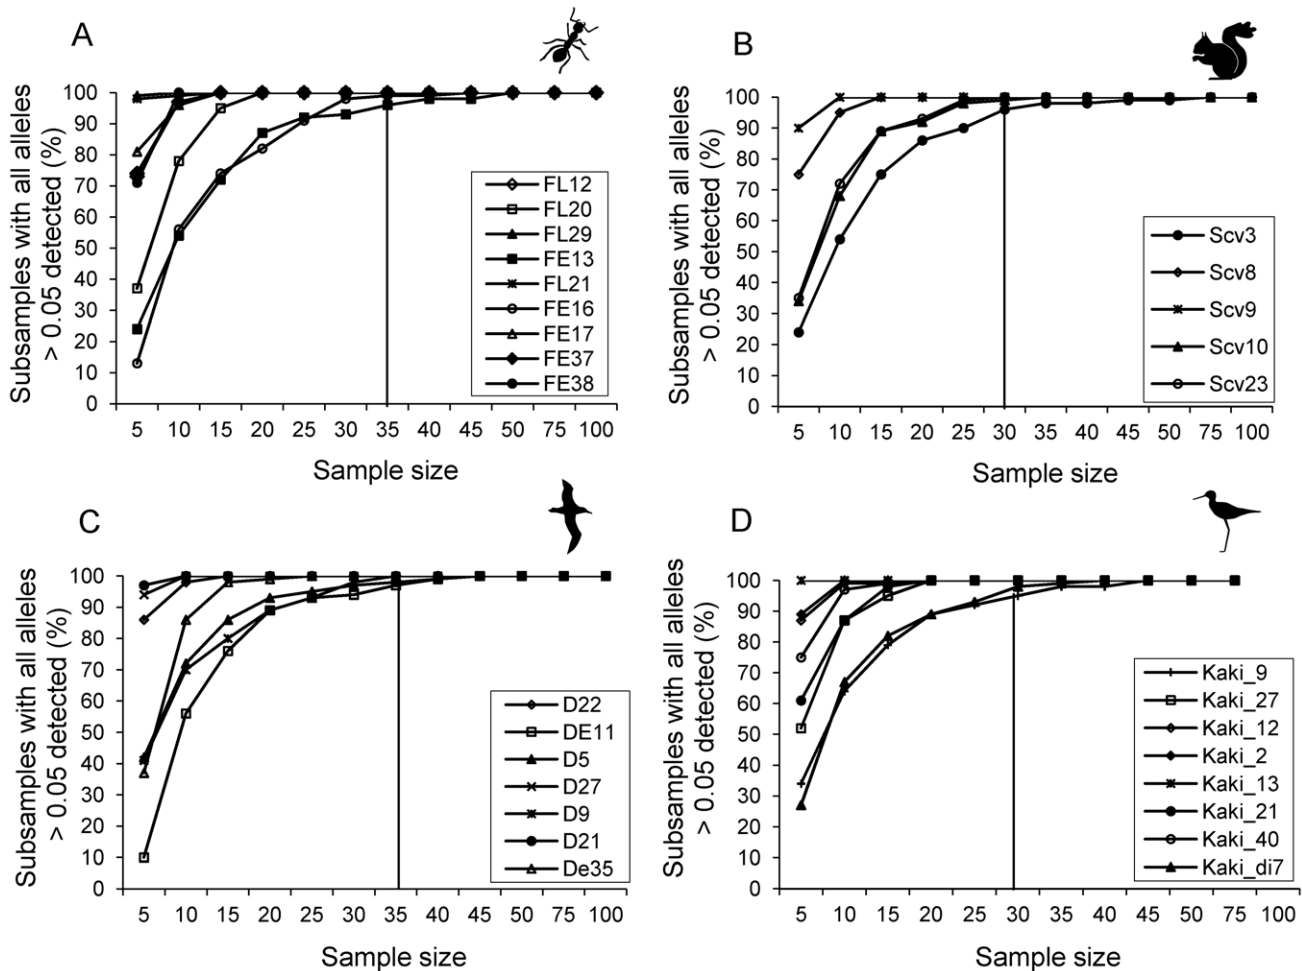 A
Subsamples with all alleles
> 0.05 detected (%)
100
90
80
70
60
50
40
30
20
10
0
FL12
FL20
FL29
FE13
FL21
FE16
FE17
FE37
FE38
5 10 15 20 25 30 35 40 45 50 75 100
Sample size
B
Subsamples with all alleles
> 0.05 detected (%)
100
90
80
70
60
50
40
30
20
10
0
Scv3
Scv8
Scv9
Scv10
Scv23
5 10 15 20 25 30 35 40 45 50 75 100
Sample size
C
Subsamples with all alleles
> 0.05 detected (%)
100
90
80
70
60
50
40
30
20
10
0
D22
DE11
D5
D27
D9
D21
De35
5 10 15 20 25 30 35 40 45 50 75 100
Sample size
D
Subsamples with all alleles
> 0.05 detected (%)
100
90
80
70
60
50
40
30
20
10
0
Kaki_9
Kaki_27
Kaki_12
Kaki_2
Kaki_13
Kaki_21
Kaki_40
Kaki_di7
5 10 15 20 25 30 35 40 45 50 75 100
Sample size